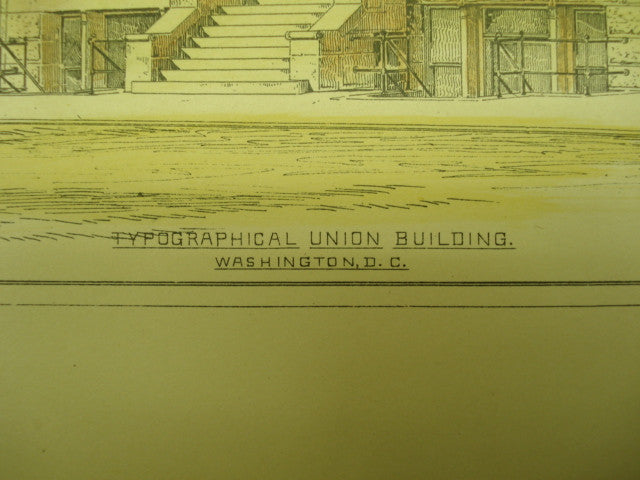 TYPOGRAPHICAL UNION BUILDING.
WASHINGTON, D. C.